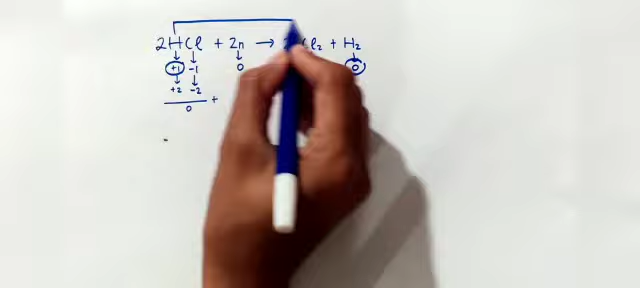 2HCl + Zn → Cl₂ + H₂
+1 -1 0 0
+2 -2
0 +